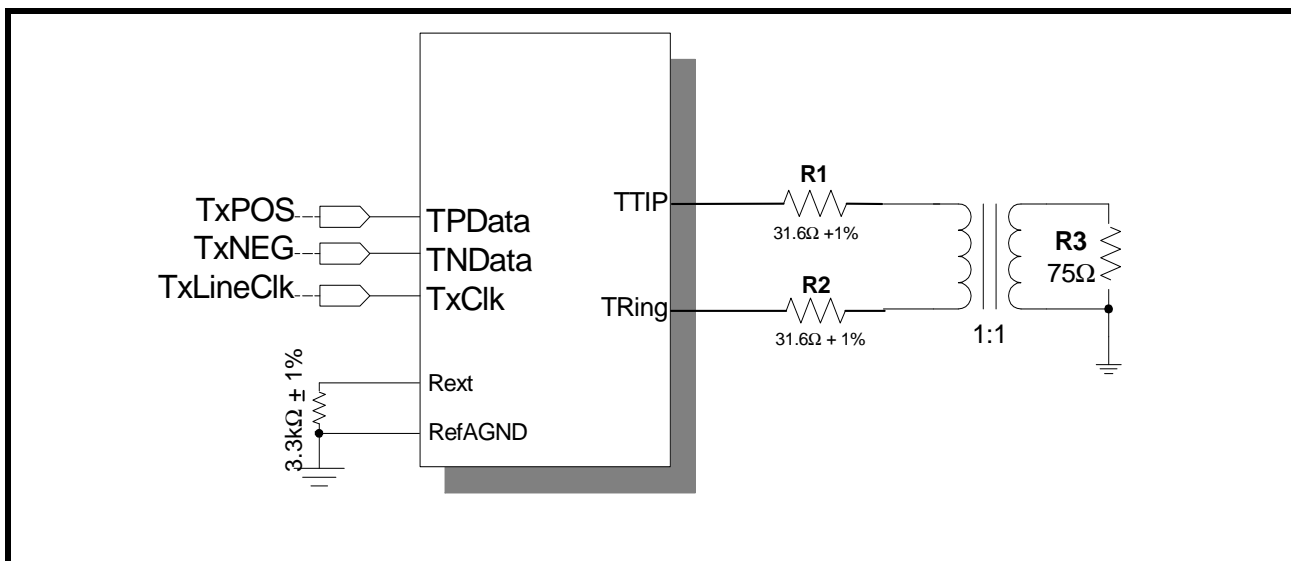 TxPOS
TxNEG
TxLineClk
TPData
TNData
TxClk
Rext
RefAGND
3.3kΩ ± 1%
TTIP
TRing
R1
31.6Ω +1%
R2
31.6Ω + 1%
1:1
R3
75Ω